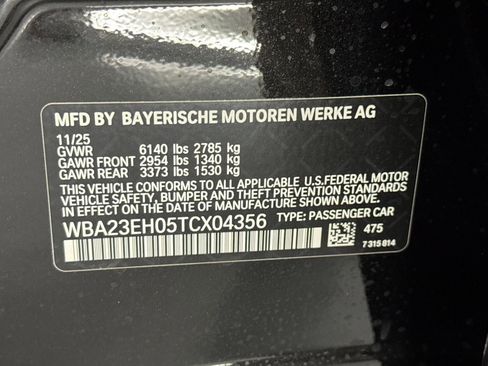 MFD BY BAYERISCHE MOTOREN WERKE AG
11/25
GVWR 6140 lbs 2785 kg
GAWR FRONT 2954 lbs 1340 kg
GAWR REAR 3373 lbs 1530 kg
THIS VEHICLE CONFORMS TO ALL APPLICABLE U.S.FEDERAL MOTOR
VEHICLE SAFETY, BUMPER, AND THEFT PREVENTION STANDARDS
IN EFFECT ON THE DATE OF MANUFACTURE SHOWN ABOVE.
WBA23EH05TCX04356 TYPE: PASSENGER CAR
475
7 315 814